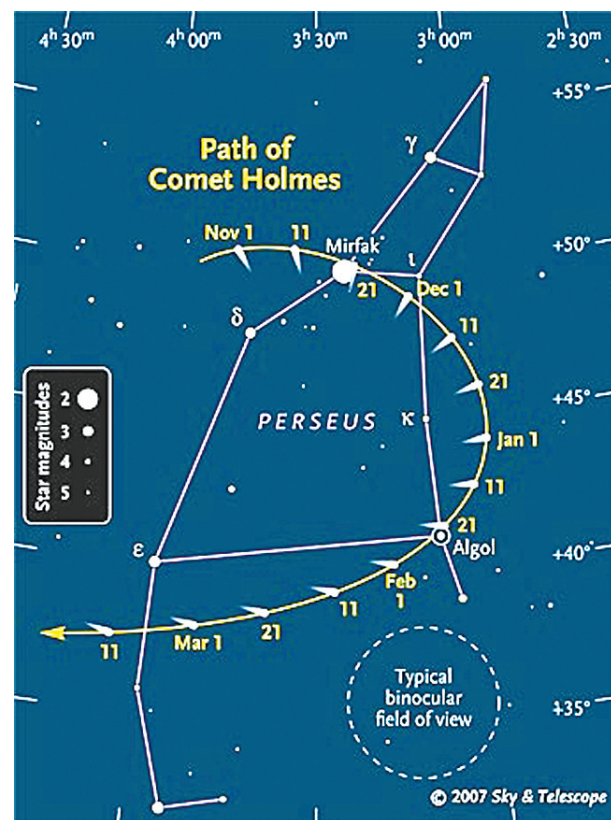 4ʰ 30ᵐ 4ʰ 00ᵐ 3ʰ 30ᵐ 3ʰ 00ᵐ 2ʰ 30ᵐ
+55°
γ
Path of
Comet Holmes
Nov 1 11 Mirfak ι +50°
21 Dec 1
δ 11
21
+45°
Star magnitudes
2
3
4
5
PERSEUS κ
Jan 1
11
21
Algol
ε +40°
Feb
1
11
21
Mar 1
11
Typical
binocular
field of view
+35°
© 2007 Sky & Telescope